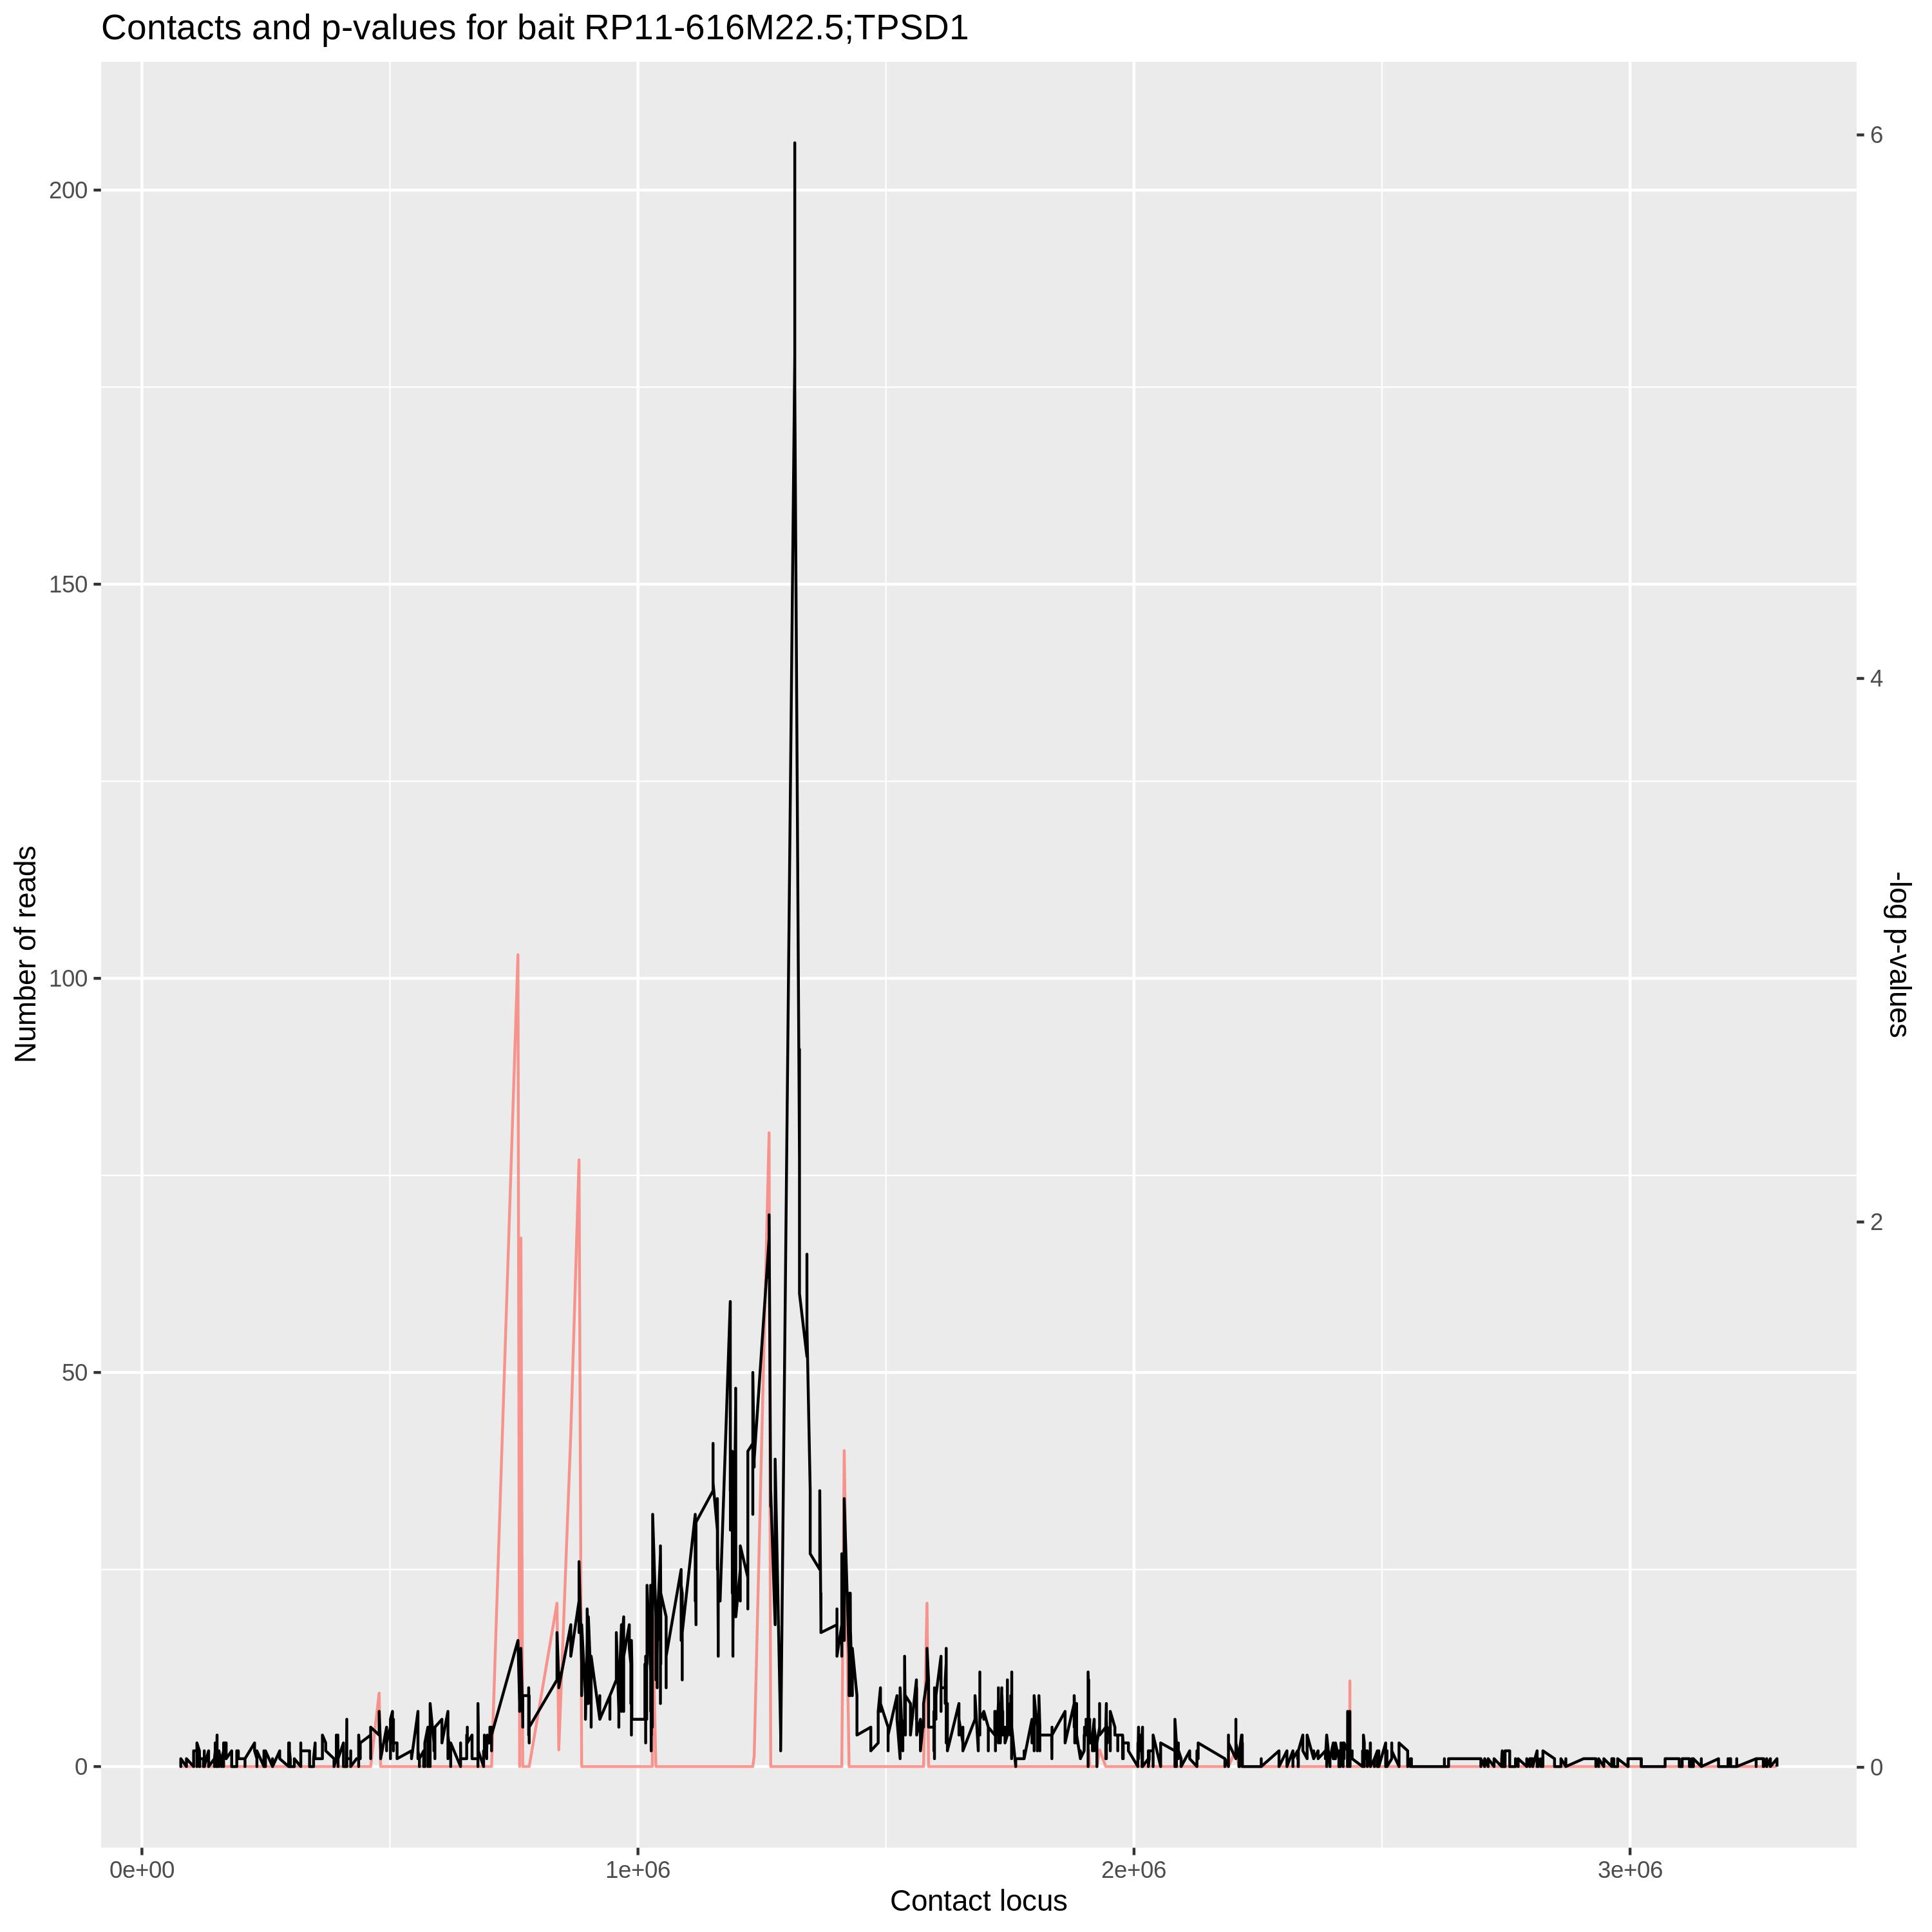 Contacts and p-values for bait RP11-616M22.5;TPSD1
200
150
100
50
0
Number of reads
6
4
2
0
-log p-values
0e+00
1e+06
2e+06
3e+06
Contact locus